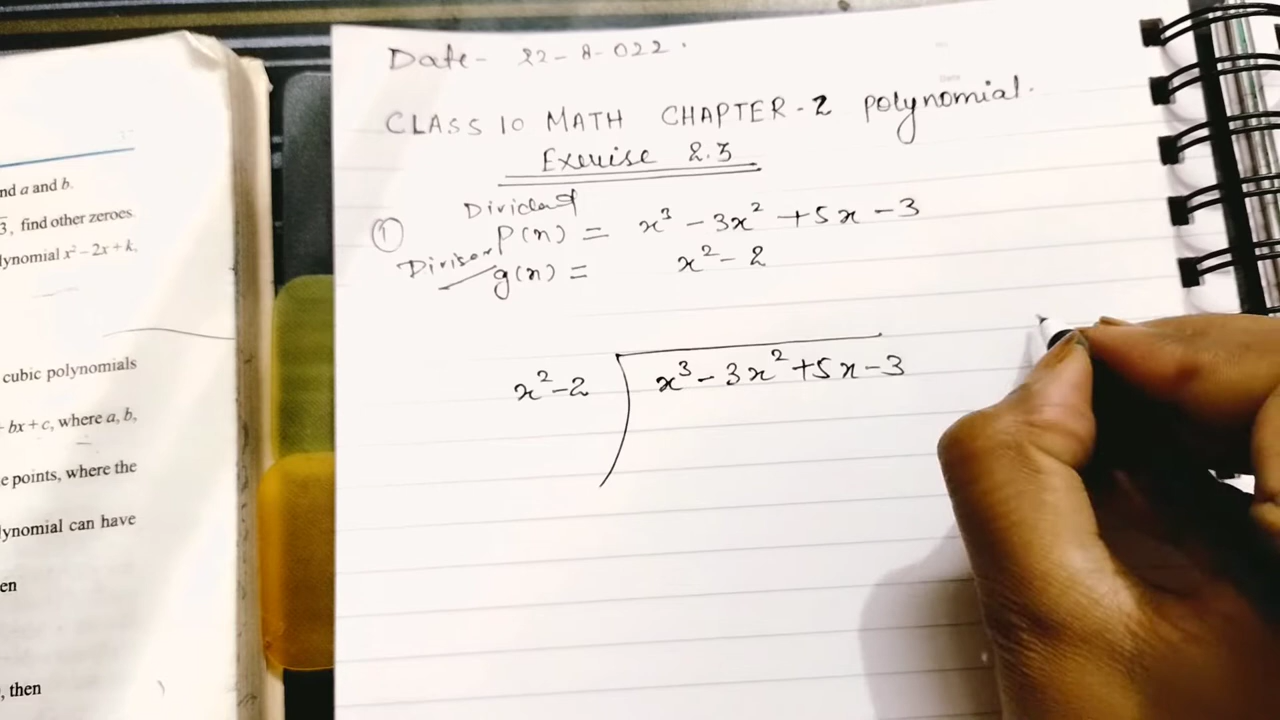 nd a and b.
3, find other zeroes.
lynomial x² – 2x + k,
cubic polynomials
bx + c, where a, b,
e points, where the
lynomial can have
en
, then
Date - 22-8-022.
CLASS 10 MATH CHAPTER-2 polynomial.
Exercise 2.3
Dividend
① P(x) = x³ - 3x² + 5x - 3
Divisor g(x) = x² - 2
x² - 2 ) x³ - 3x² + 5x - 3